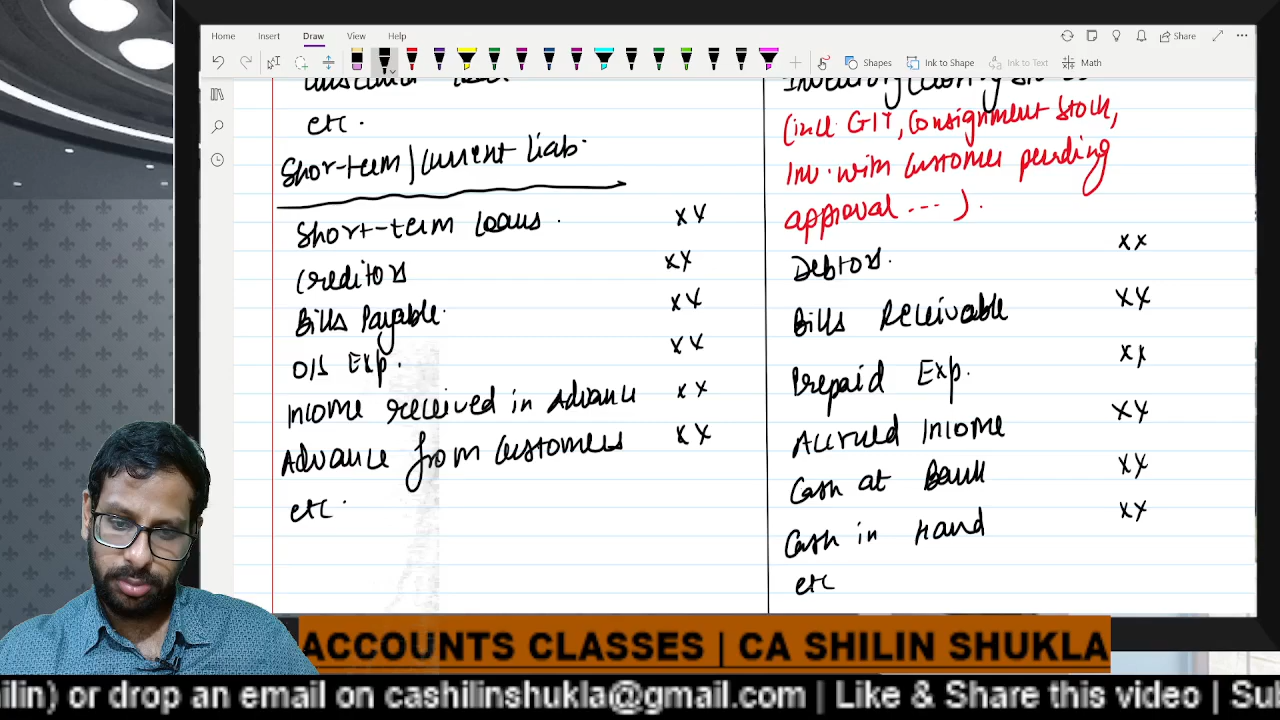 Home Insert Draw View Help
Share
Shapes Ink to Shape Ink to Text Math
etc.
Short-term/Current Liab.
Short-term Loans. xx
Creditors xx
Bills Payable. xx
O/s Exp. xx
Income received in Advance xx
Advance from Customers xx
etc.
(incl. GIT, Consignment Stock,
Inv. with Customer pending
approval --- ).
Debtors. xx
Bills Receivable xx
Prepaid Exp. xx
Accrued Income xx
Cash at Bank xx
Cash in Hand xx
etc
ACCOUNTS CLASSES | CA SHILIN SHUKLA
ilin) or drop an email on cashilinshukla@gmail.com | Like & Share this video | Sub